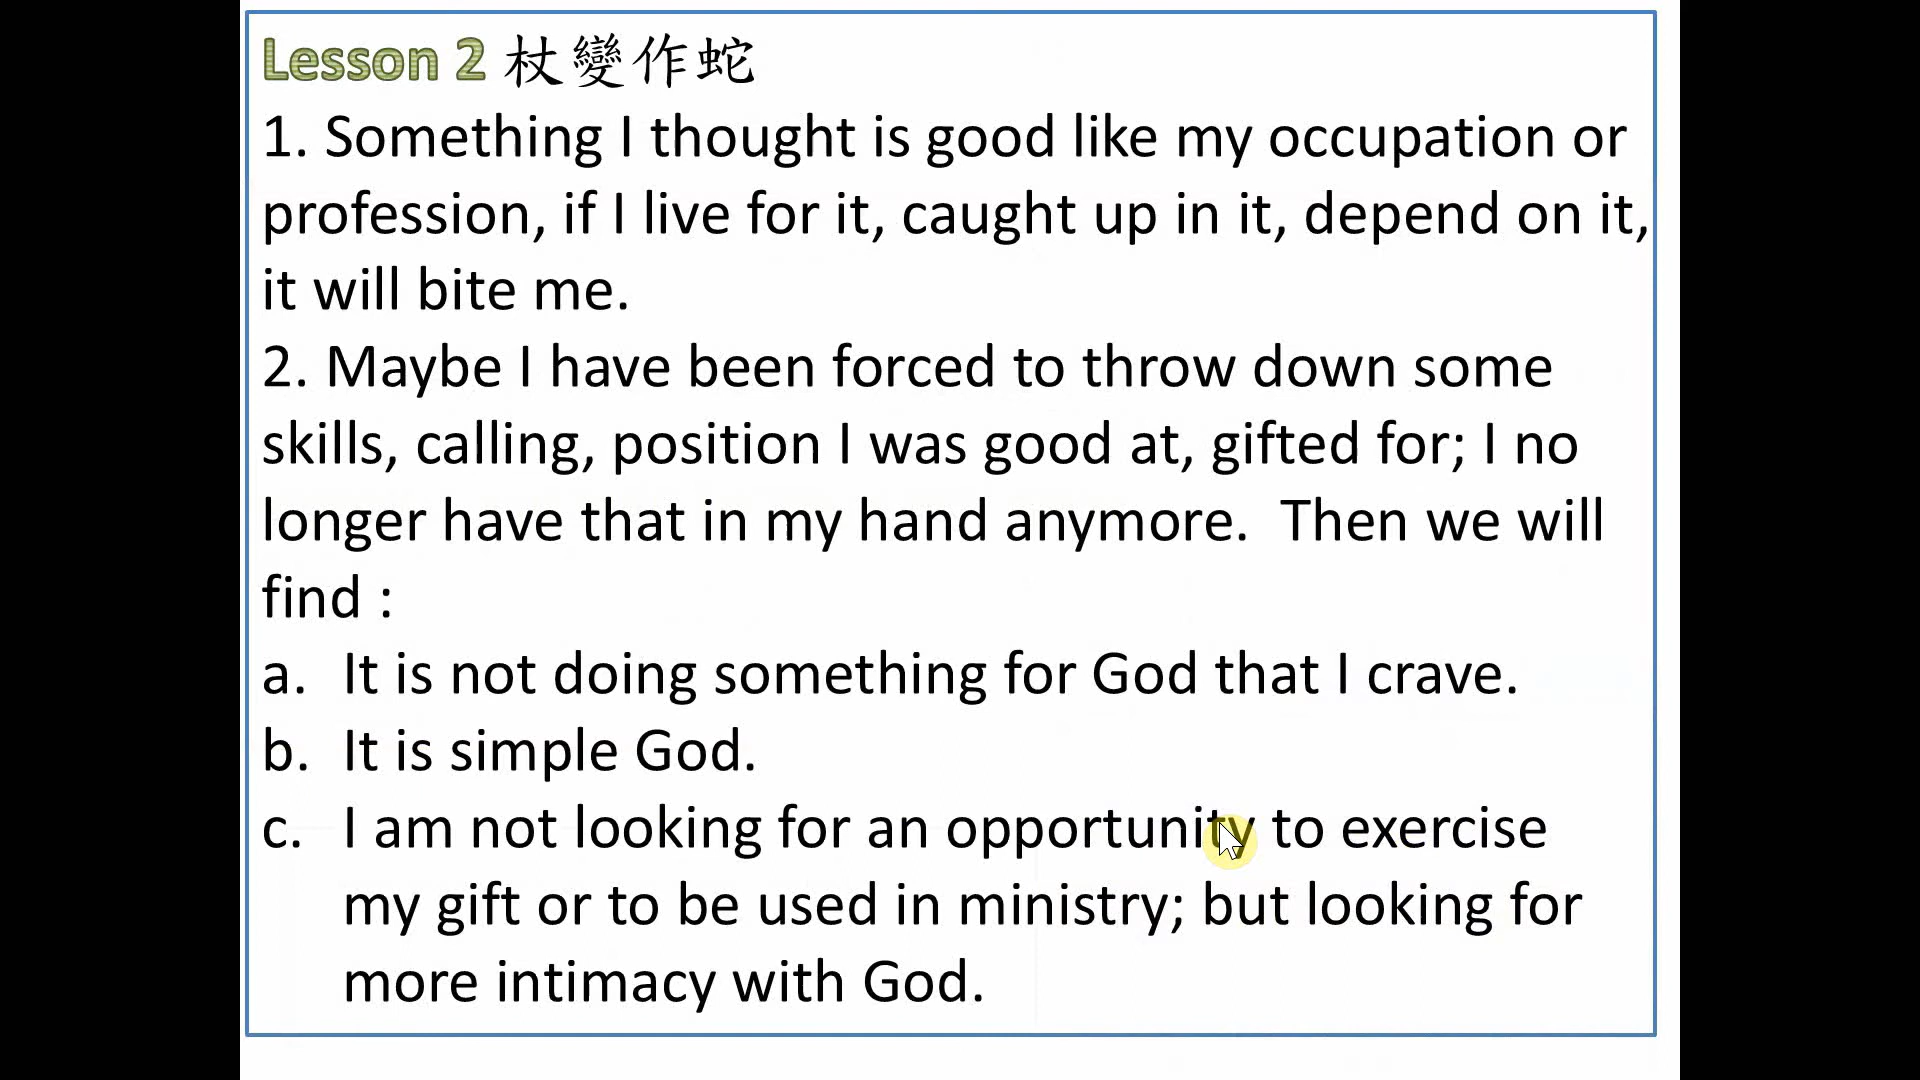 Lesson 2 杖變作蛇
1. Something I thought is good like my occupation or
profession, if I live for it, caught up in it, depend on it,
it will bite me.
2. Maybe I have been forced to throw down some
skills, calling, position I was good at, gifted for; I no
longer have that in my hand anymore.  Then we will
find :
a. It is not doing something for God that I crave.
b. It is simple God.
c. I am not looking for an opportunity to exercise
my gift or to be used in ministry; but looking for
more intimacy with God.